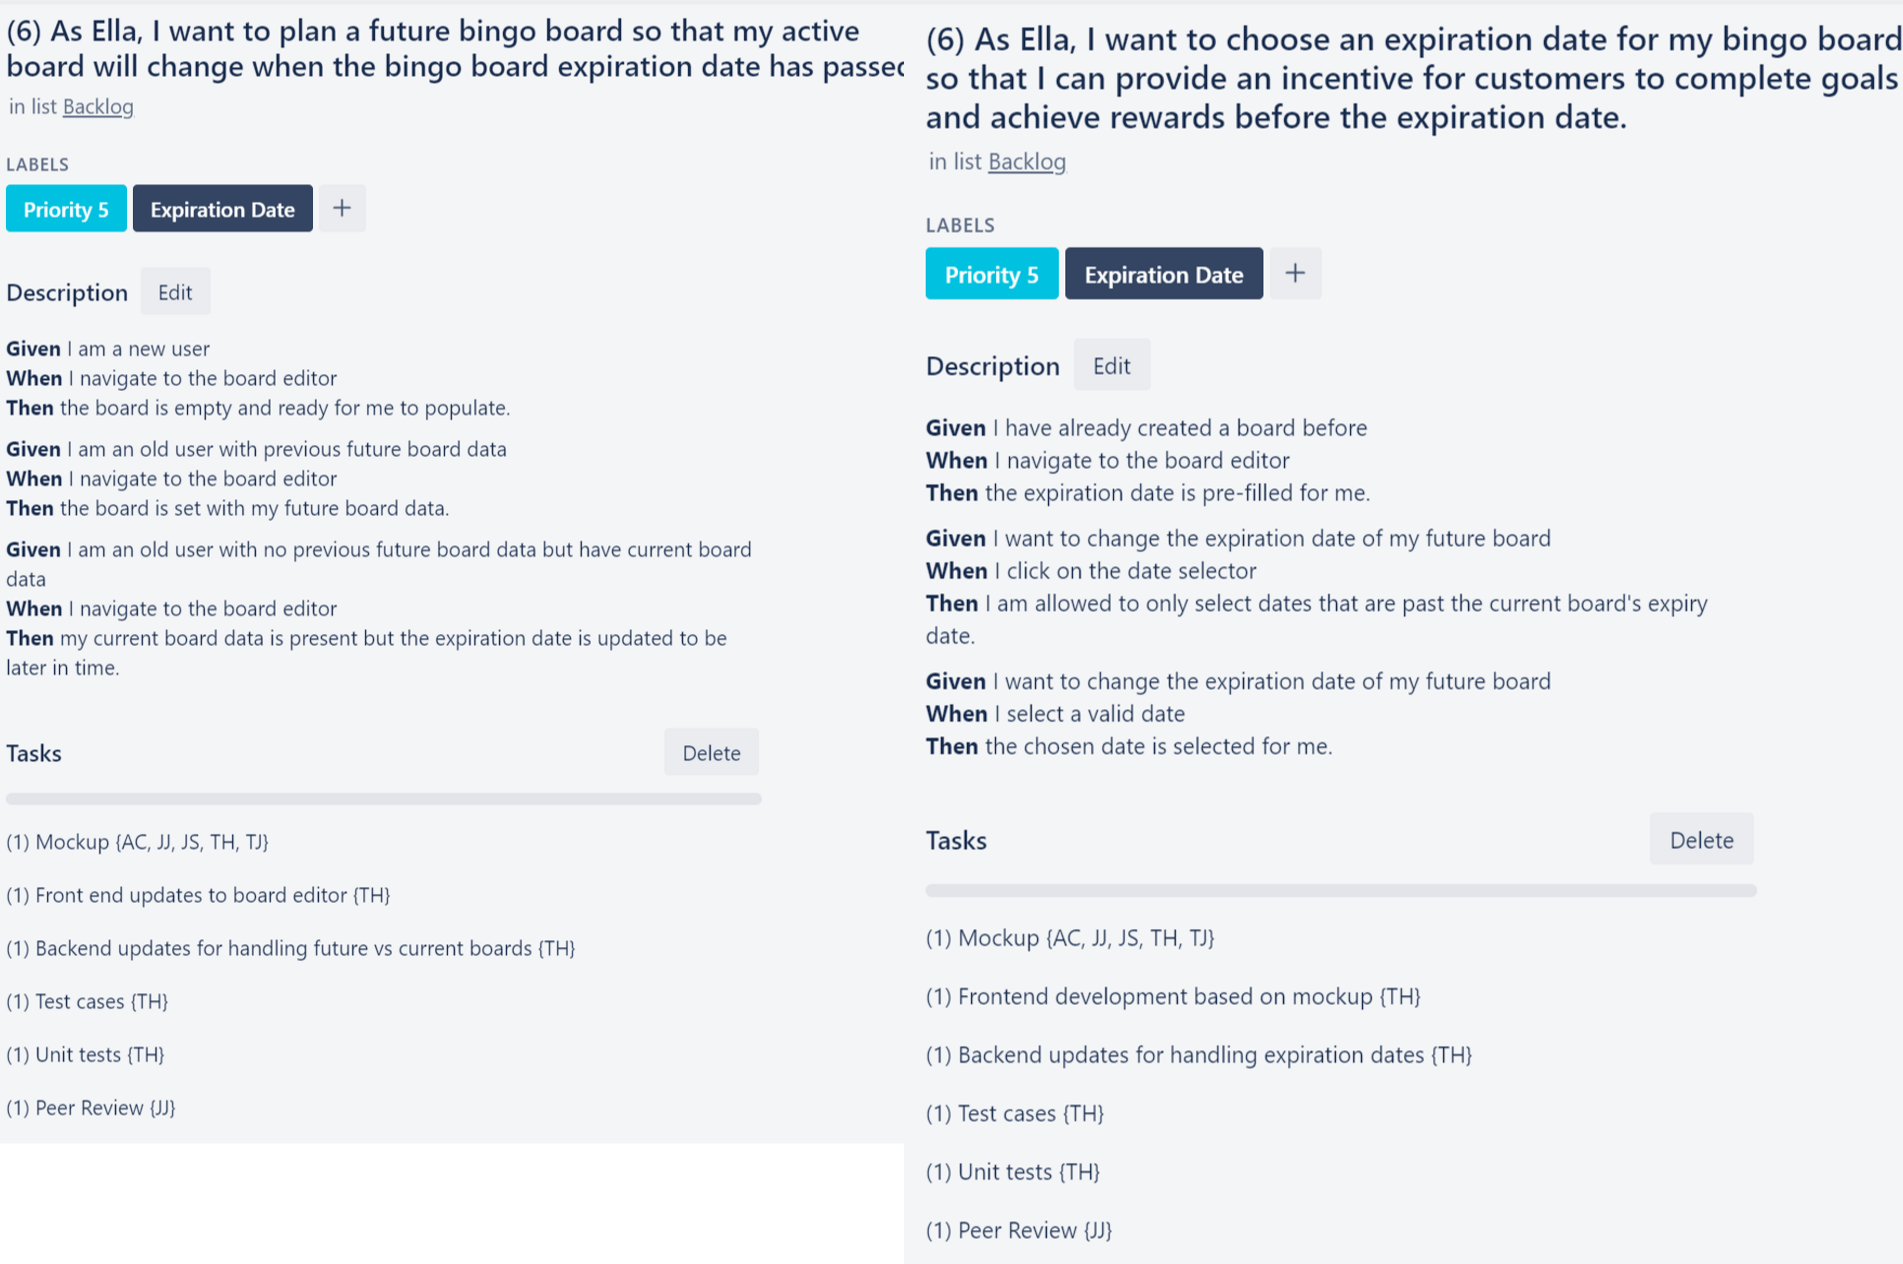 (6) As Ella, I want to plan a future bingo board so that my active
board will change when the bingo board expiration date has passed
in list Backlog
LABELS
Priority 5
Expiration Date
+
Description
Edit
Given I am a new user
When I navigate to the board editor
Then the board is empty and ready for me to populate.
Given I am an old user with previous future board data
When I navigate to the board editor
Then the board is set with my future board data.
Given I am an old user with no previous future board data but have current board
data
When I navigate to the board editor
Then my current board data is present but the expiration date is updated to be
later in time.
Tasks
Delete
(1) Mockup {AC, JJ, JS, TH, TJ}
(1) Front end updates to board editor {TH}
(1) Backend updates for handling future vs current boards {TH}
(1) Test cases {TH}
(1) Unit tests {TH}
(1) Peer Review {JJ}
(6) As Ella, I want to choose an expiration date for my bingo board
so that I can provide an incentive for customers to complete goals
and achieve rewards before the expiration date.
in list Backlog
LABELS
Priority 5
Expiration Date
+
Description
Edit
Given I have already created a board before
When I navigate to the board editor
Then the expiration date is pre-filled for me.
Given I want to change the expiration date of my future board
When I click on the date selector
Then I am allowed to only select dates that are past the current board's expiry
date.
Given I want to change the expiration date of my future board
When I select a valid date
Then the chosen date is selected for me.
Tasks
Delete
(1) Mockup {AC, JJ, JS, TH, TJ}
(1) Frontend development based on mockup {TH}
(1) Backend updates for handling expiration dates {TH}
(1) Test cases {TH}
(1) Unit tests {TH}
(1) Peer Review {JJ}